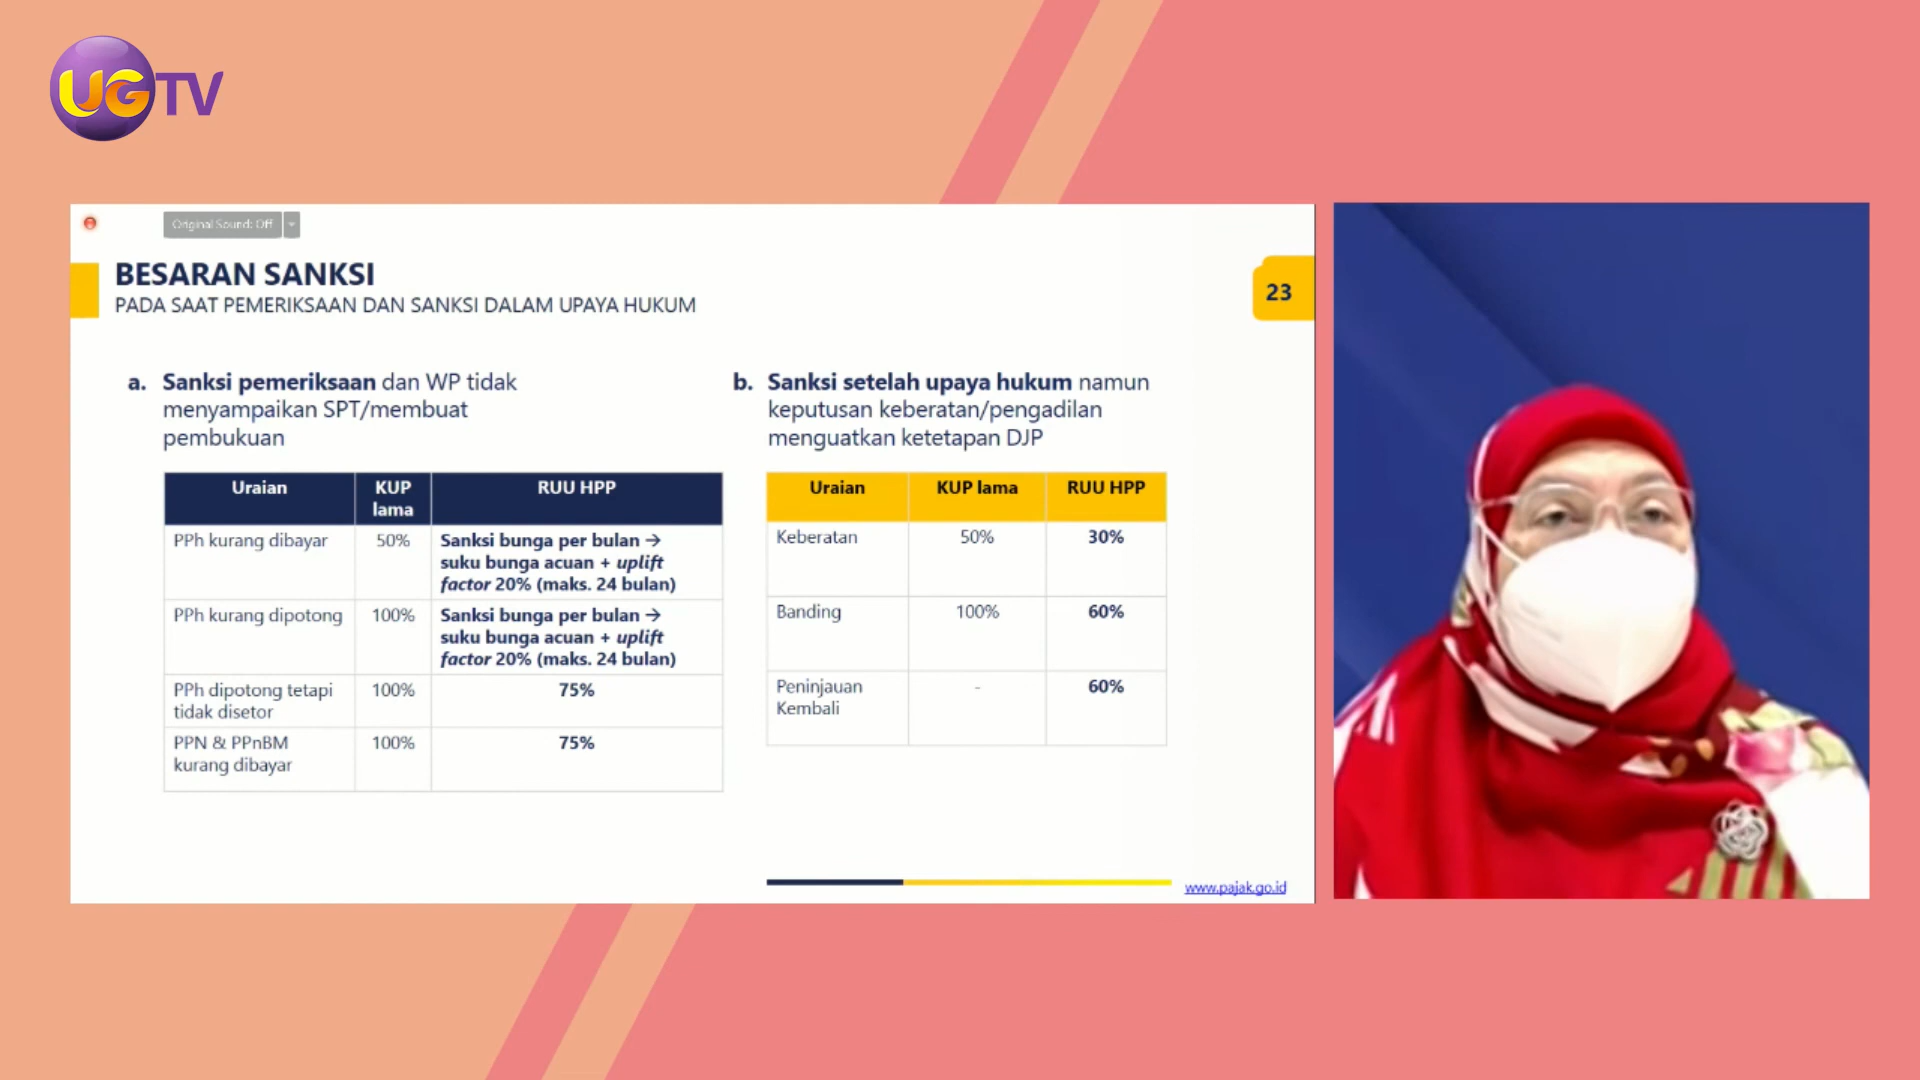 UGTV
Original Sound: Off
BESARAN SANKSI
PADA SAAT PEMERIKSAAN DAN SANKSI DALAM UPAYA HUKUM
23
a. Sanksi pemeriksaan dan WP tidak
menyampaikan SPT/membuat
pembukuan
Uraian KUP lama RUU HPP
PPh kurang dibayar 50% Sanksi bunga per bulan →
suku bunga acuan + uplift
factor 20% (maks. 24 bulan)
PPh kurang dipotong 100% Sanksi bunga per bulan →
suku bunga acuan + uplift
factor 20% (maks. 24 bulan)
PPh dipotong tetapi 100% 75%
tidak disetor
PPN & PPnBM 100% 75%
kurang dibayar
b. Sanksi setelah upaya hukum namun
keputusan keberatan/pengadilan
menguatkan ketetapan DJP
Uraian KUP lama RUU HPP
Keberatan 50% 30%
Banding 100% 60%
Peninjauan - 60%
Kembali
www.pajak.go.id